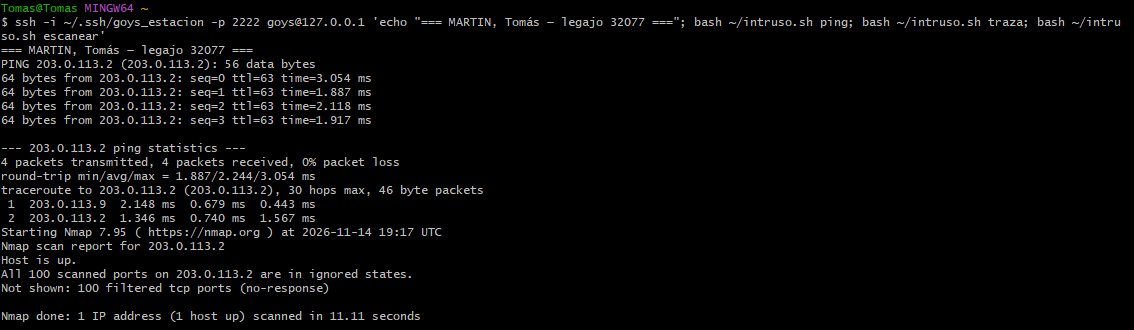 Tomas@Tomas MINGW64 ~
$ ssh -i ~/.ssh/goys_estacion -p 2222 goys@127.0.0.1 'echo "=== MARTIN, Tomás – legajo 32077 ==="; bash ~/intruso.sh ping; bash ~/intruso.sh traza; bash ~/intru
so.sh escanear'
=== MARTIN, Tomás – legajo 32077 ===
PING 203.0.113.2 (203.0.113.2): 56 data bytes
64 bytes from 203.0.113.2: seq=0 ttl=63 time=3.054 ms
64 bytes from 203.0.113.2: seq=1 ttl=63 time=1.887 ms
64 bytes from 203.0.113.2: seq=2 ttl=63 time=2.118 ms
64 bytes from 203.0.113.2: seq=3 ttl=63 time=1.917 ms

--- 203.0.113.2 ping statistics ---
4 packets transmitted, 4 packets received, 0% packet loss
round-trip min/avg/max = 1.887/2.244/3.054 ms
traceroute to 203.0.113.2 (203.0.113.2), 30 hops max, 46 byte packets
 1  203.0.113.9  2.148 ms  0.679 ms  0.443 ms
 2  203.0.113.2  1.346 ms  0.740 ms  1.567 ms
Starting Nmap 7.95 ( https://nmap.org ) at 2026-11-14 19:17 UTC
Nmap scan report for 203.0.113.2
Host is up.
All 100 scanned ports on 203.0.113.2 are in ignored states.
Not shown: 100 filtered tcp ports (no-response)

Nmap done: 1 IP address (1 host up) scanned in 11.11 seconds